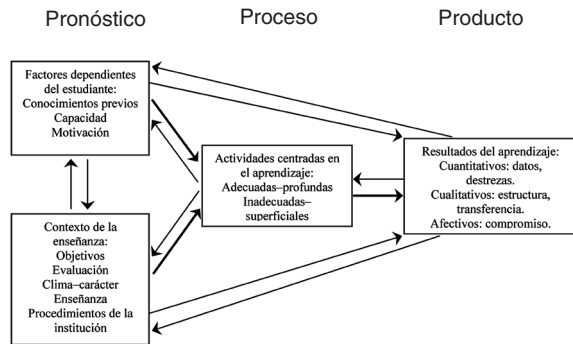 Pronóstico
Proceso
Producto
Factores dependientes
del estudiante:
Conocimientos previos
Capacidad
Motivación
Actividades centradas en
el aprendizaje:
Adecuadas–profundas
Inadecuadas–
superficiales
Resultados del aprendizaje:
Cuantitativos: datos,
destrezas.
Cualitativos: estructura,
transferencia.
Afectivos: compromiso.
Contexto de la
enseñanza:
Objetivos
Evaluación
Clima–carácter
Enseñanza
Procedimientos de la
institución